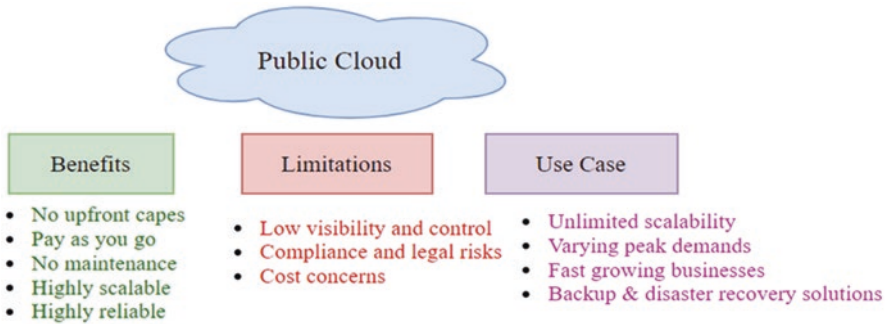 Public Cloud
Benefits
• No upfront capes
• Pay as you go
• No maintenance
• Highly scalable
• Highly reliable
Limitations
• Low visibility and control
• Compliance and legal risks
• Cost concerns
Use Case
• Unlimited scalability
• Varying peak demands
• Fast growing businesses
• Backup & disaster recovery solutions